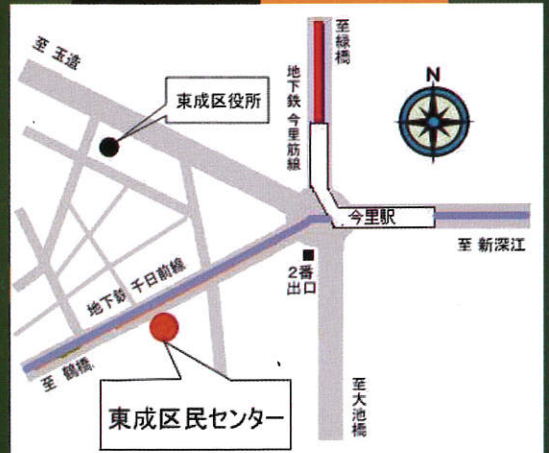 至 玉造
東成区役所
地下鉄 今里筋線
至緑橋
N
今里駅
至 新深江
2番
出口
地下鉄 千日前線
至 鶴橋
東成区民センター
至大池橋